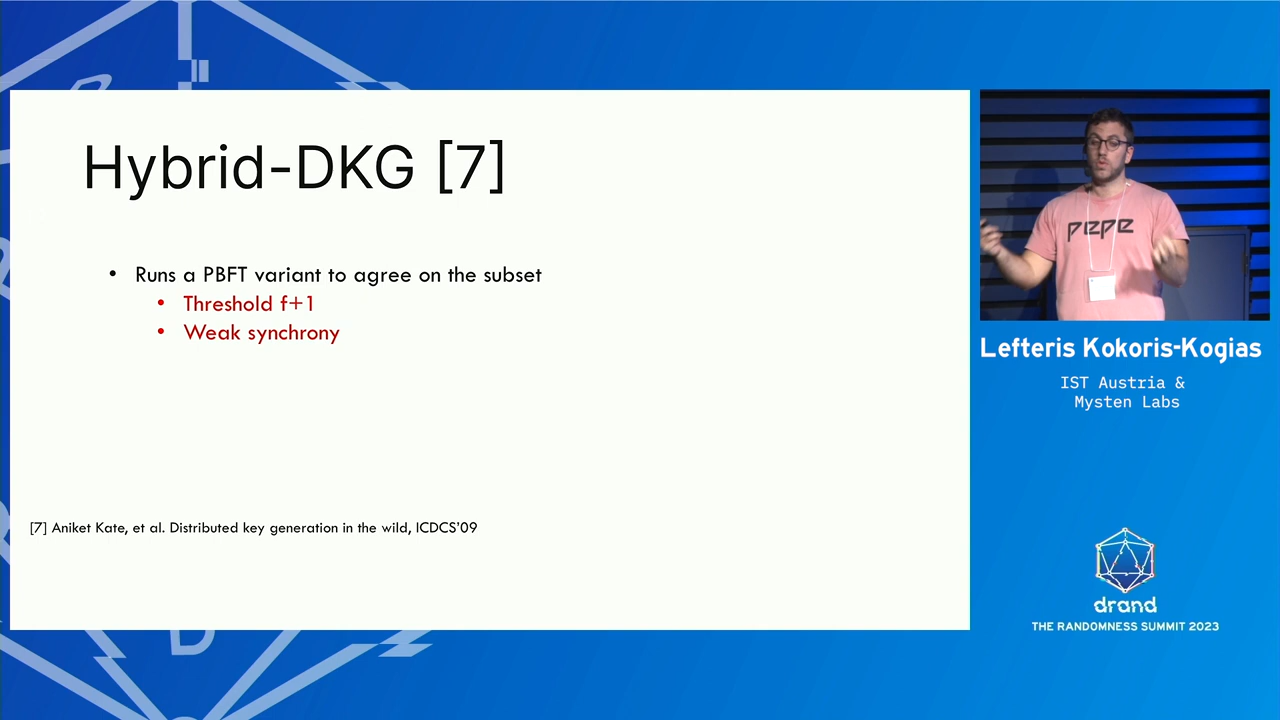 Hybrid-DKG [7]
• Runs a PBFT variant to agree on the subset
• Threshold f+1
• Weak synchrony
[7] Aniket Kate, et al. Distributed key generation in the wild, ICDCS'09
pepe
Lefteris Kokoris-Kogias
IST Austria &
Mysten Labs
drand
THE RANDOMNESS SUMMIT 2023